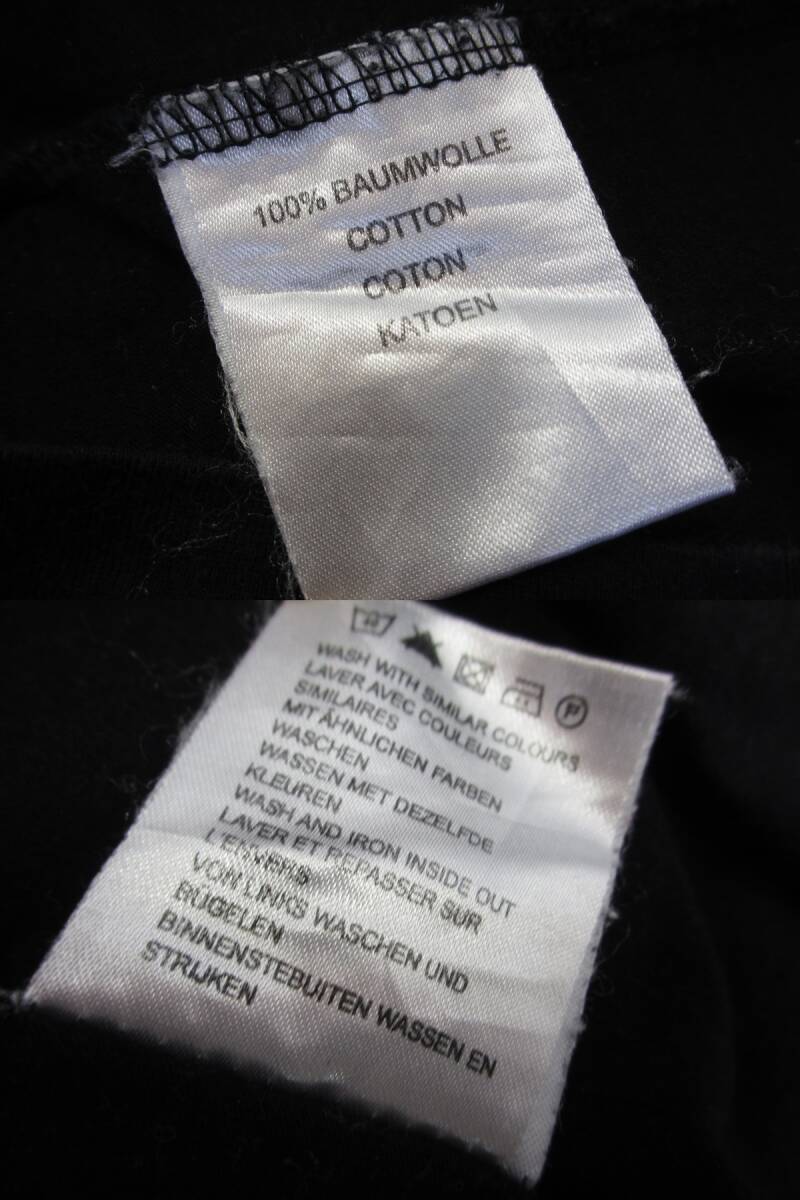 100% BAUMWOLLE
COTTON
COTON
KATOEN
WASH WITH SIMILAR COLOURS
LAVER AVEC COULEURS
SIMILAIRES
MIT ÄHNLICHEN FARBEN
WASCHEN
WASSEN MET DEZELFDE
KLEUREN
WASH AND IRON INSIDE OUT
LAVER ET REPASSER SUR
L'ENVERS
VON LINKS WASCHEN UND
BÜGELEN
BINNENSTEBUITEN WASSEN EN
STRIJKEN